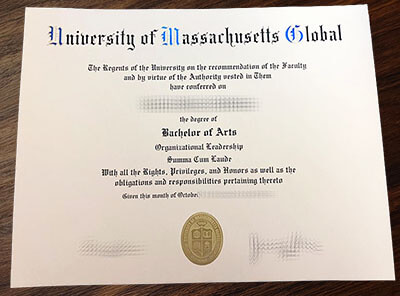 University of Massachusetts Global
The Regents of the University on the recommendation of the Faculty
and by virtue of the Authority vested in Them
have conferred on
the degree of
Bachelor of Arts
Organizational Leadership
Summa Cum Laude
With all the Rights, Privileges, and Honors as well as the
obligations and responsibilities pertaining thereto
Given this month of Octobe